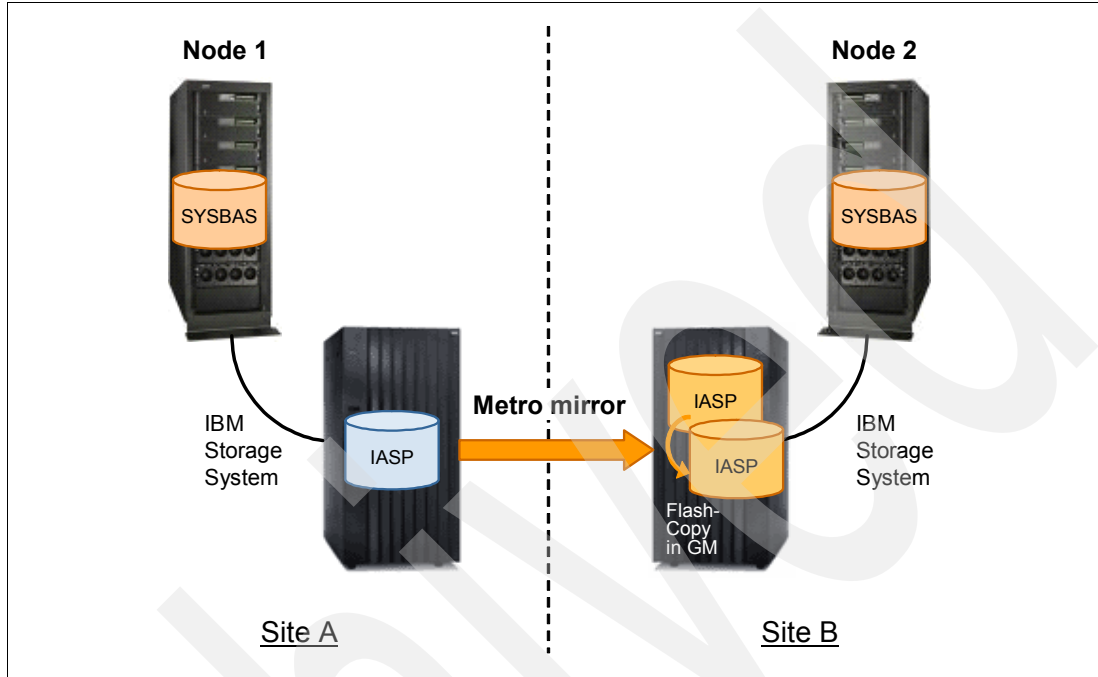 Node 1
Node 2
SYSBAS
SYSBAS
IBM
Storage
System
IASP
Metro mirror
IASP
IASP
Flash-
Copy
in GM
IBM
Storage
System
Site A
Site B